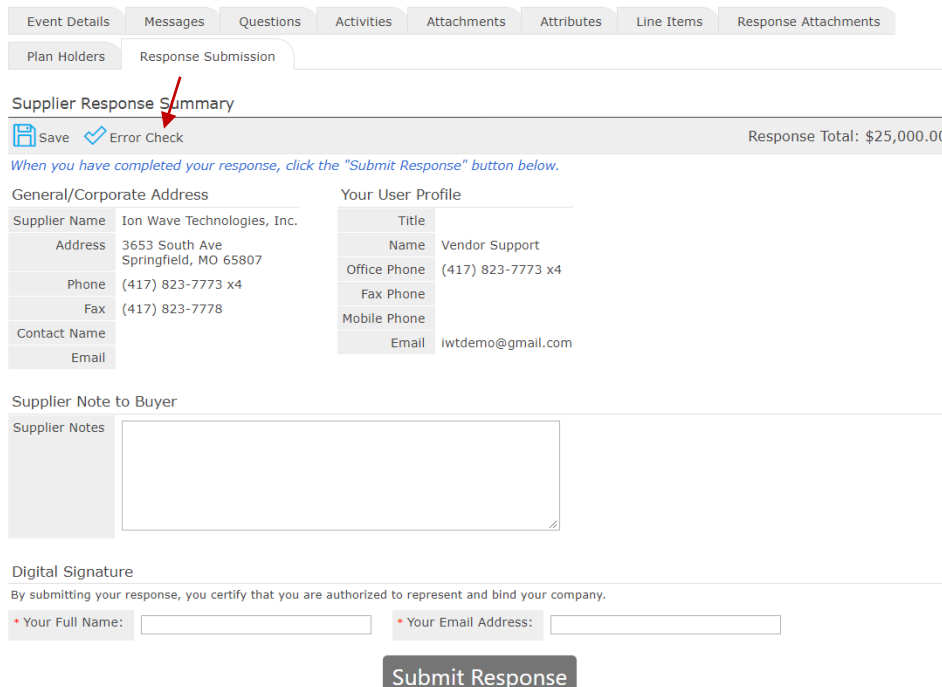 Event Details Messages Questions Activities Attachments Attributes Line Items Response Attachments
Plan Holders Response Submission
Supplier Response Summary
Save Error Check Response Total: $25,000.00
When you have completed your response, click the "Submit Response" button below.
General/Corporate Address Your User Profile
Supplier Name Ion Wave Technologies, Inc. Title
Address 3653 South Ave Name Vendor Support
Springfield, MO 65807
Office Phone (417) 823-7773 x4
Phone (417) 823-7773 x4
Fax Phone
Fax (417) 823-7778
Mobile Phone
Contact Name
Email iwtdemo@gmail.com
Email
Supplier Note to Buyer
Supplier Notes
Digital Signature
By submitting your response, you certify that you are authorized to represent and bind your company.
* Your Full Name: * Your Email Address:
Submit Response